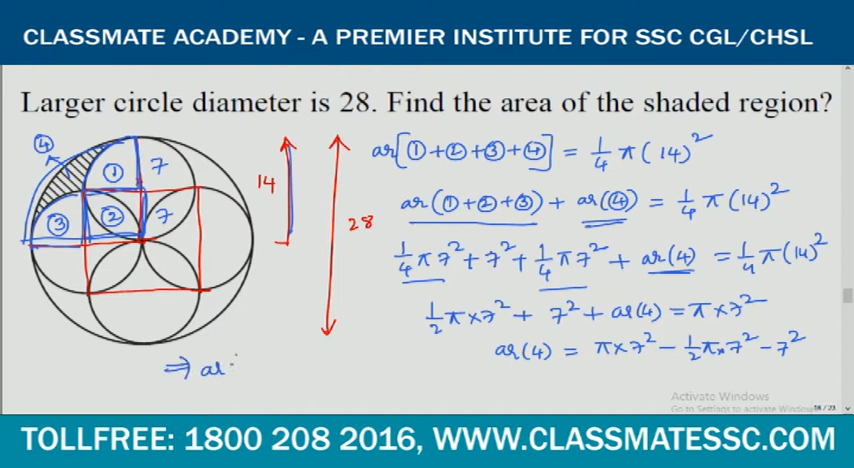 CLASSMATE ACADEMY - A PREMIER INSTITUTE FOR SSC CGL/CHSL
Larger circle diameter is 28. Find the area of the shaded region?
④
①
7
③
②
7
14
28
ar[①+②+③+④] = 1/4 π(14)²
ar(①+②+③) + ar(④) = 1/4 π(14)²
1/4 π7² + 7² + 1/4 π7² + ar(4) = 1/4 π(14)²
1/2 π×7² + 7² + ar(4) = π×7²
ar(4) = π×7² - 1/2 π×7² - 7²
⇒ ar
Activate Windows
Go to Settings to activate Windows
18 / 23
TOLLFREE: 1800 208 2016, WWW.CLASSMATESSC.COM